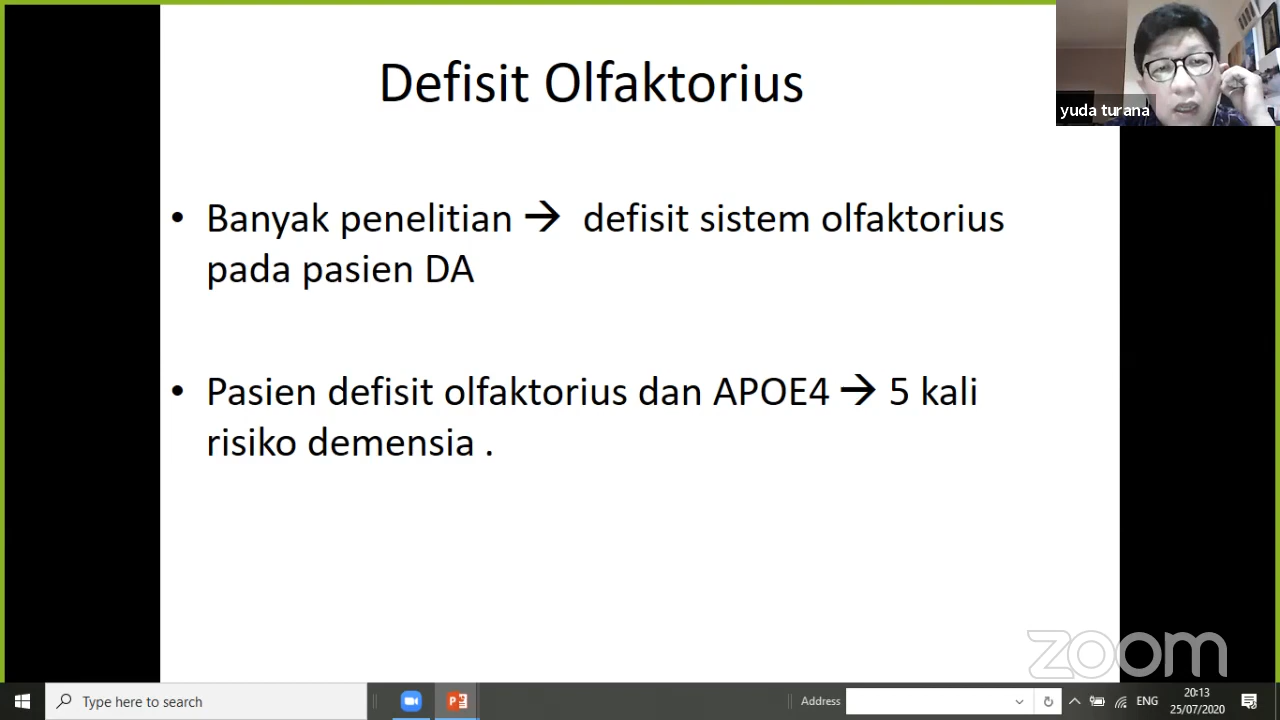 Defisit Olfaktorius
yuda turana
• Banyak penelitian → defisit sistem olfaktorius
pada pasien DA
• Pasien defisit olfaktorius dan APOE4 → 5 kali
risiko demensia .
zoom
Type here to search
Address
ENG
20:13
25/07/2020